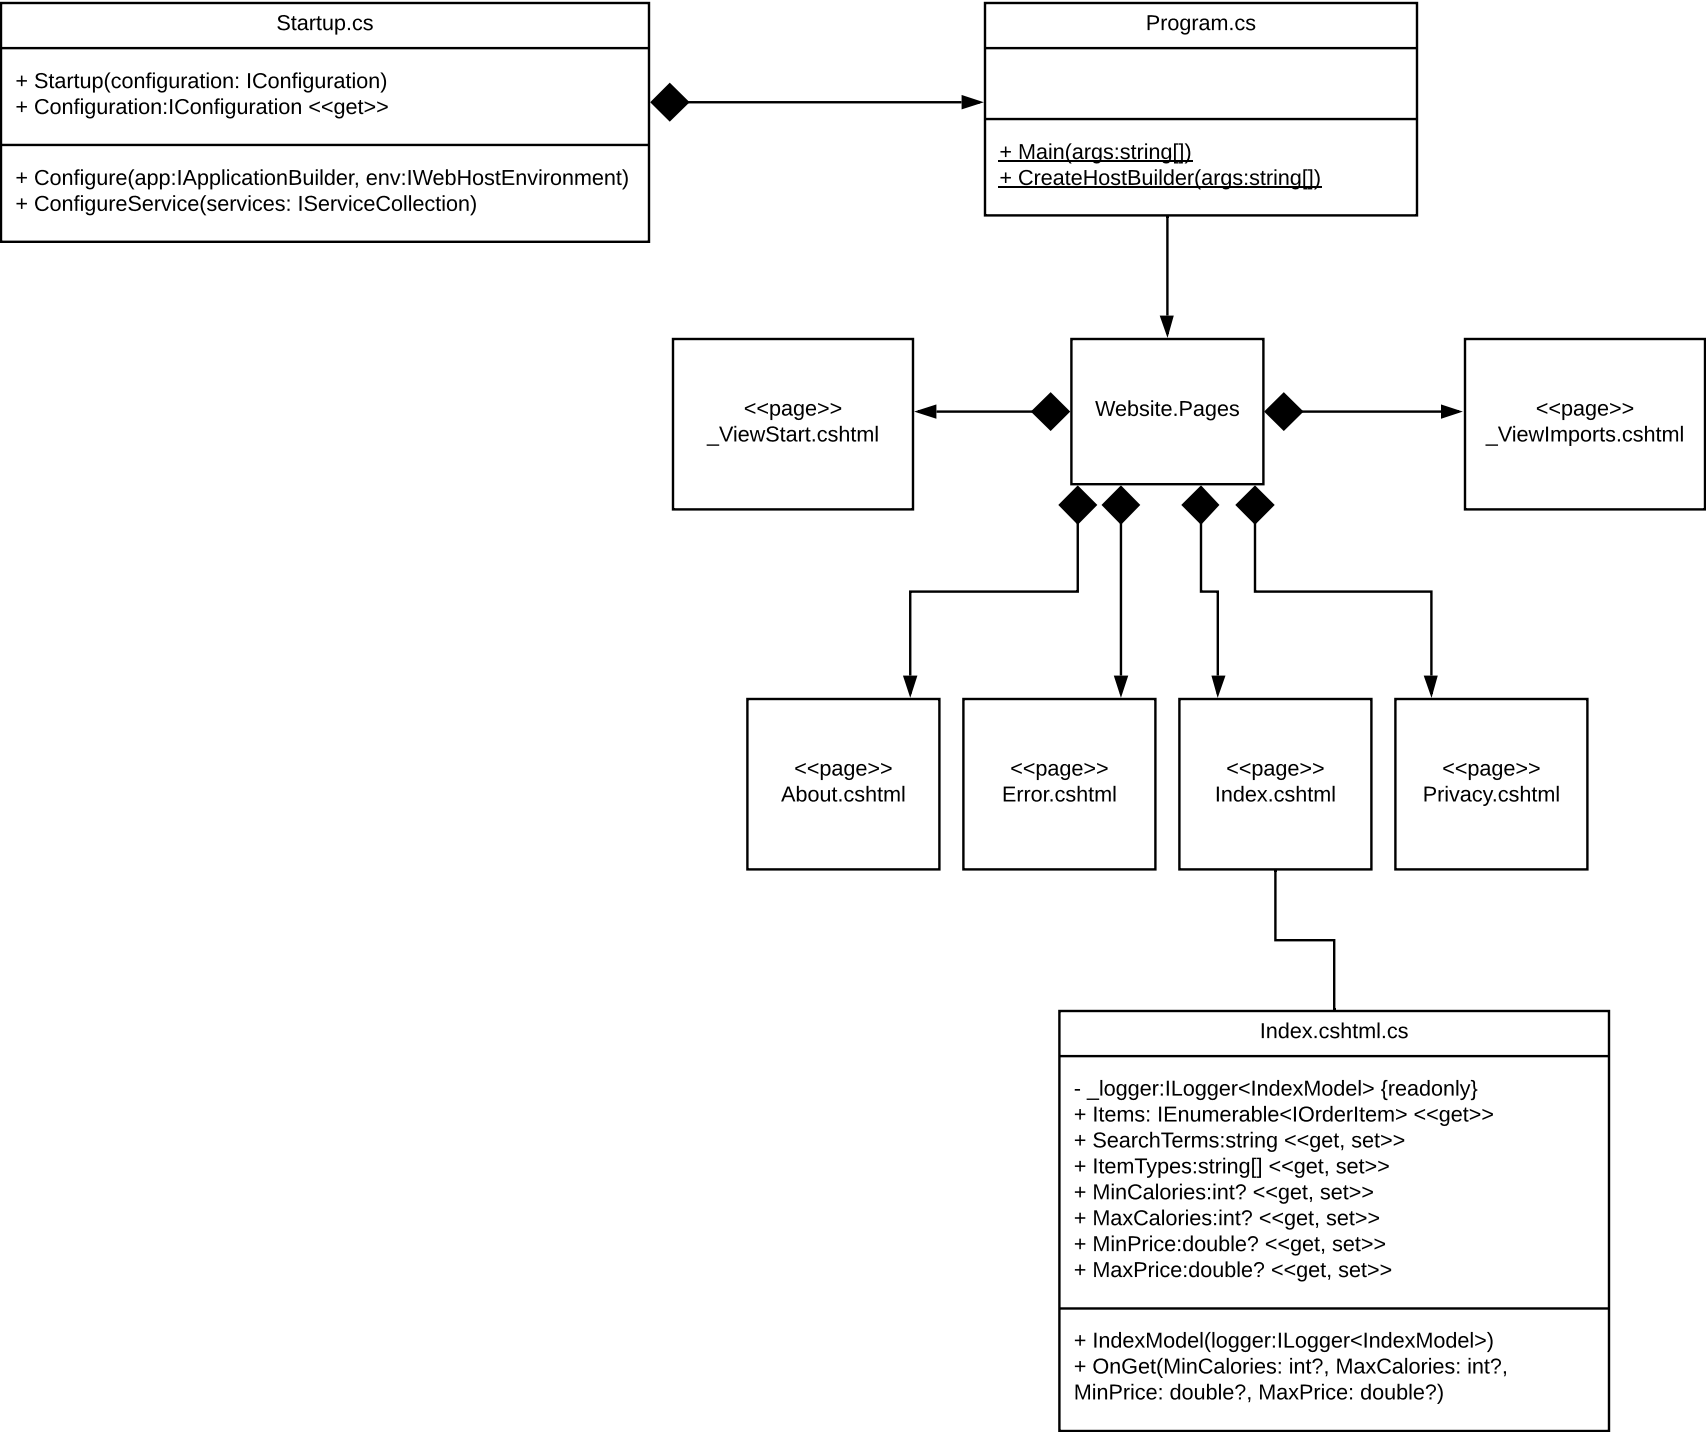 Startup.cs
+ Startup(configuration: IConfiguration)
+ Configuration:IConfiguration <<get>>
+ Configure(app:IApplicationBuilder, env:IWebHostEnvironment)
+ ConfigureService(services: IServiceCollection)
Program.cs
+ Main(args:string[])
+ CreateHostBuilder(args:string[])
<<page>>
_ViewStart.cshtml
Website.Pages
<<page>>
_ViewImports.cshtml
<<page>>
About.cshtml
<<page>>
Error.cshtml
<<page>>
Index.cshtml
<<page>>
Privacy.cshtml
Index.cshtml.cs
- _logger:ILogger<IndexModel> {readonly}
+ Items: IEnumerable<IOrderItem> <<get>>
+ SearchTerms:string <<get, set>>
+ ItemTypes:string[] <<get, set>>
+ MinCalories:int? <<get, set>>
+ MaxCalories:int? <<get, set>>
+ MinPrice:double? <<get, set>>
+ MaxPrice:double? <<get, set>>
+ IndexModel(logger:ILogger<IndexModel>)
+ OnGet(MinCalories: int?, MaxCalories: int?,
MinPrice: double?, MaxPrice: double?)